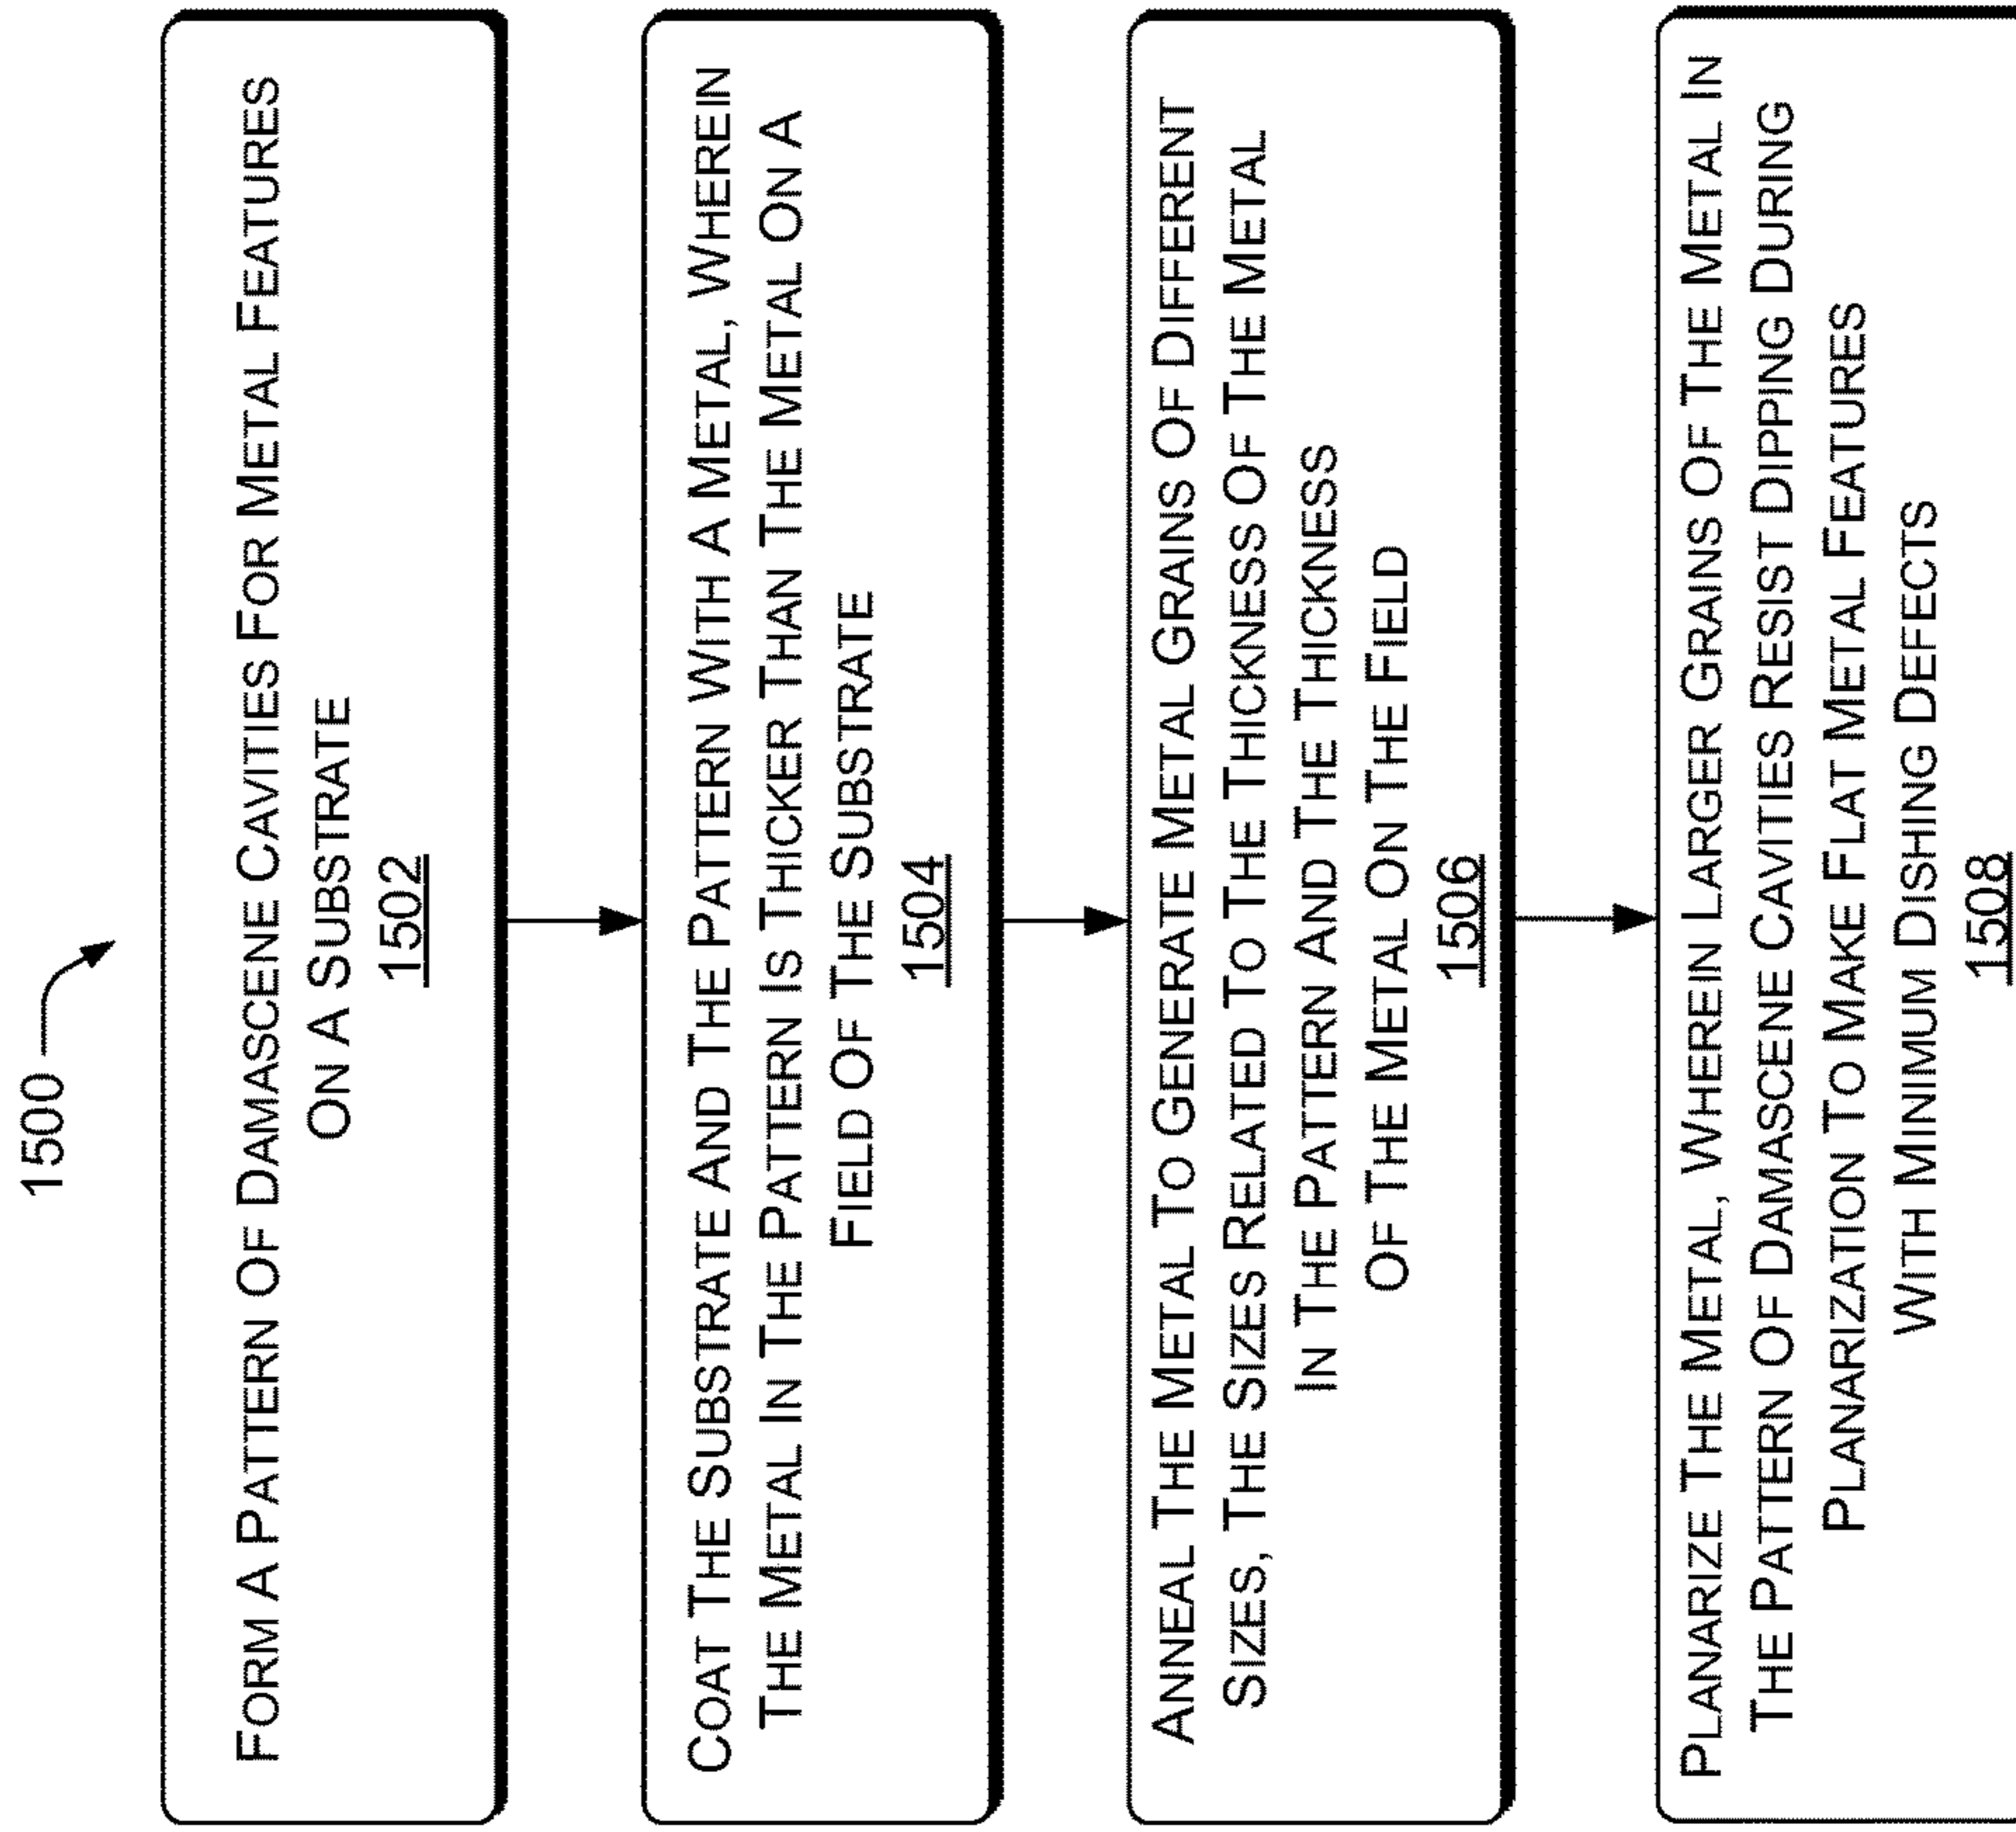 1500
FORM A PATTERN OF DAMASCENE CAVITIES FOR METAL FEATURES
ON A SUBSTRATE
1502
COAT THE SUBSTRATE AND THE PATTERN WITH A METAL, WHEREIN
THE METAL IN THE PATTERN IS THICKER THAN THE METAL ON A
FIELD OF THE SUBSTRATE
1504
ANNEAL THE METAL TO GENERATE METAL GRAINS OF DIFFERENT
SIZES, THE SIZES RELATED TO THE THICKNESS OF THE METAL
IN THE PATTERN AND THE THICKNESS
OF THE METAL ON THE FIELD
1506
PLANARIZE THE METAL, WHEREIN LARGER GRAINS OF THE METAL IN
THE PATTERN OF DAMASCENE CAVITIES RESIST DIPPING DURING
PLANARIZATION TO MAKE FLAT METAL FEATURES
WITH MINIMUM DISHING DEFECTS
1508